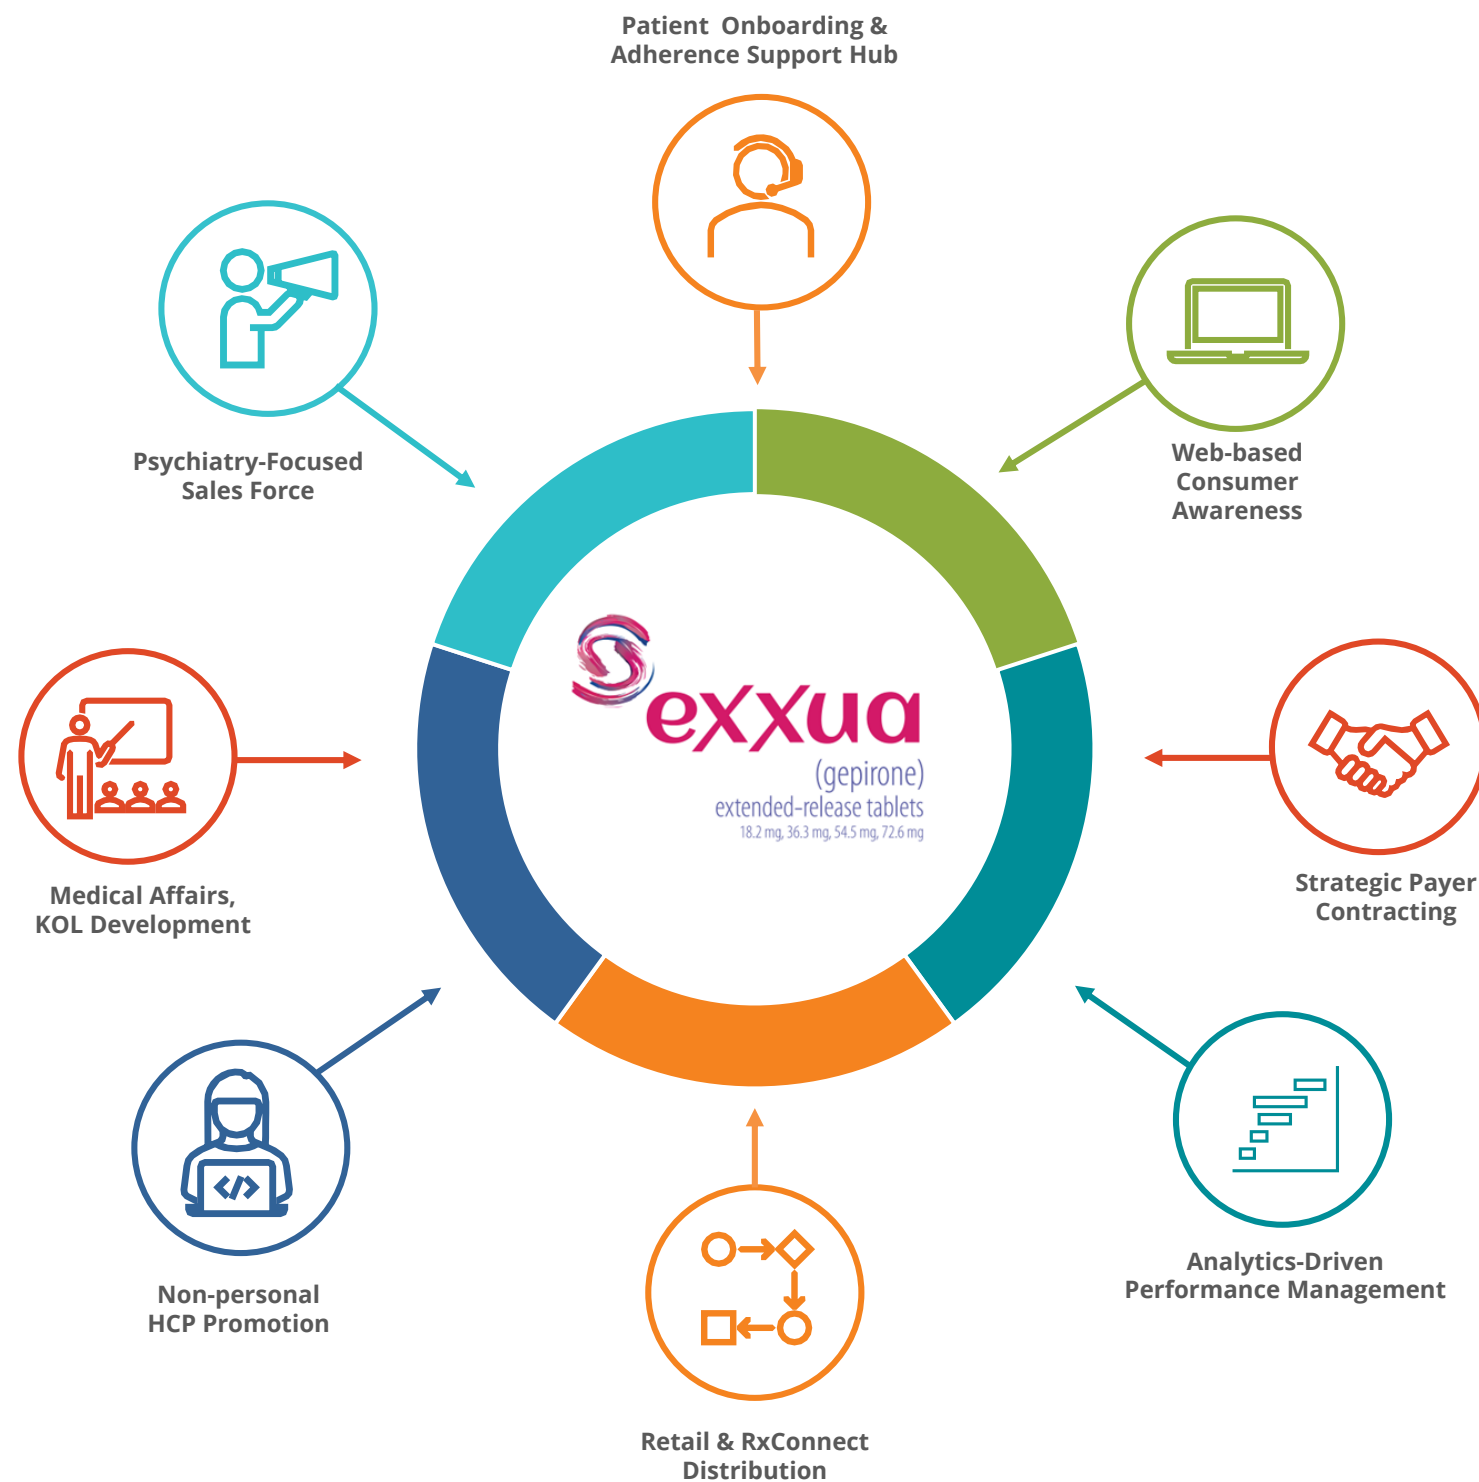 Patient Onboarding &
Adherence Support Hub
Psychiatry-Focused
Sales Force
Web-based
Consumer
Awareness
Sexxua
(gepirone)
extended-release tablets
18.2 mg, 36.3 mg, 54.5 mg, 72.6 mg
Medical Affairs,
KOL Development
Strategic Payer
Contracting
</>
Non-personal
HCP Promotion
Analytics-Driven
Performance Management
Retail & RxConnect
Distribution